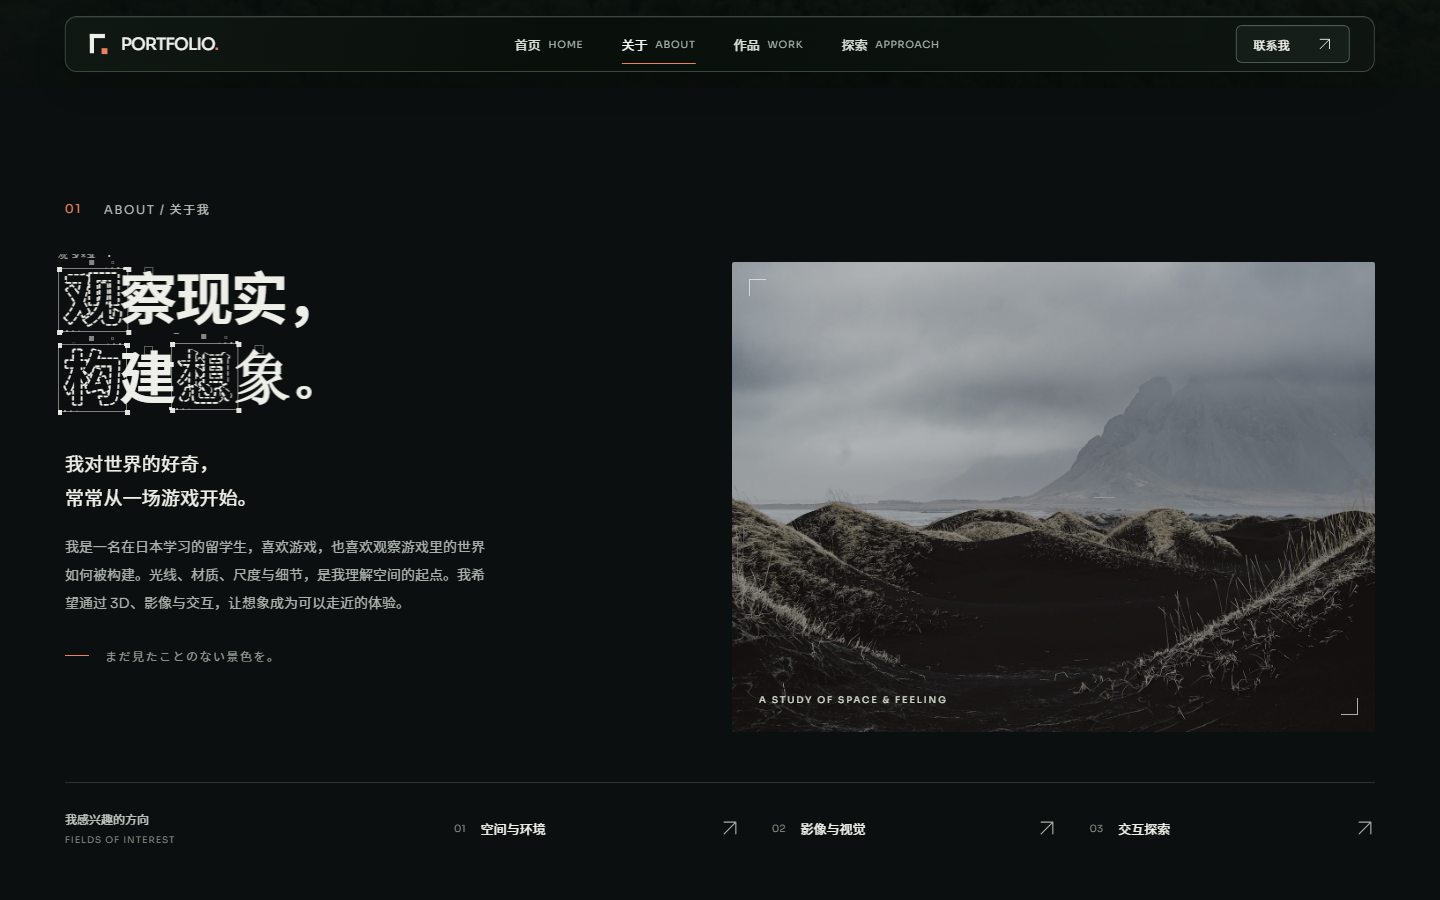 PORTFOLIO.
首页 HOME
关于 ABOUT
作品 WORK
探索 APPROACH
联系我
01 ABOUT / 关于我
观察现实，
构建想象。
我对世界的好奇，
常常从一场游戏开始。
我是一名在日本学习的留学生，喜欢游戏，也喜欢观察游戏里的世界
如何被构建。光线、材质、尺度与细节，是我理解空间的起点。我希
望通过 3D、影像与交互，让想象成为可以走近的体验。
まだ見たことのない景色を。
A STUDY OF SPACE & FEELING
我感兴趣的方向
FIELDS OF INTEREST
01 空间与环境
02 影像与视觉
03 交互探索